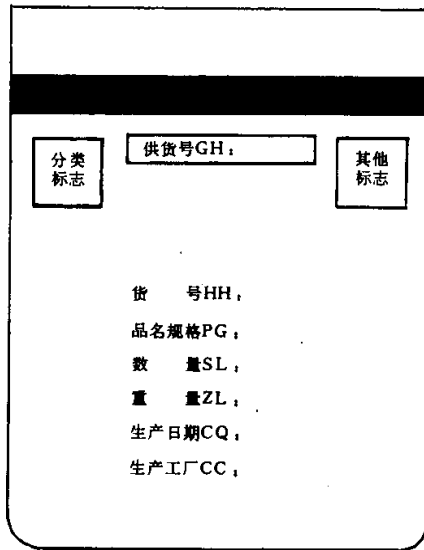 供货号GH：
分类
标志
其他
标志
货 号HH：
品名规格PG：
数 量SL：
重 量ZL：
生产日期CQ：
生产工厂CC：